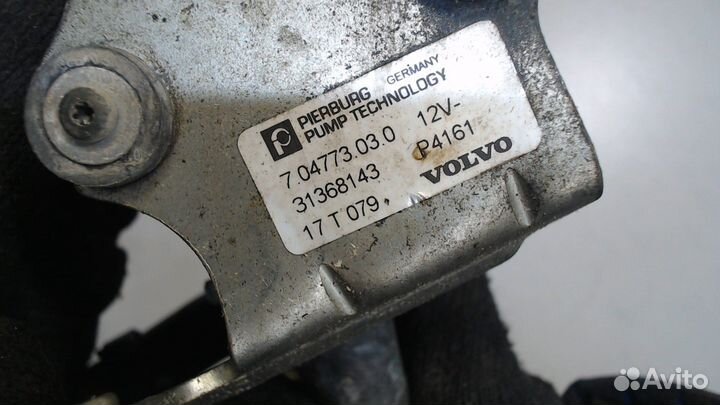 PIERBURG GERMANY
PUMP TECHNOLOGY
7.04773.03.0 12V-
31368143 P4161
17 T 079 VOLVO
Avito